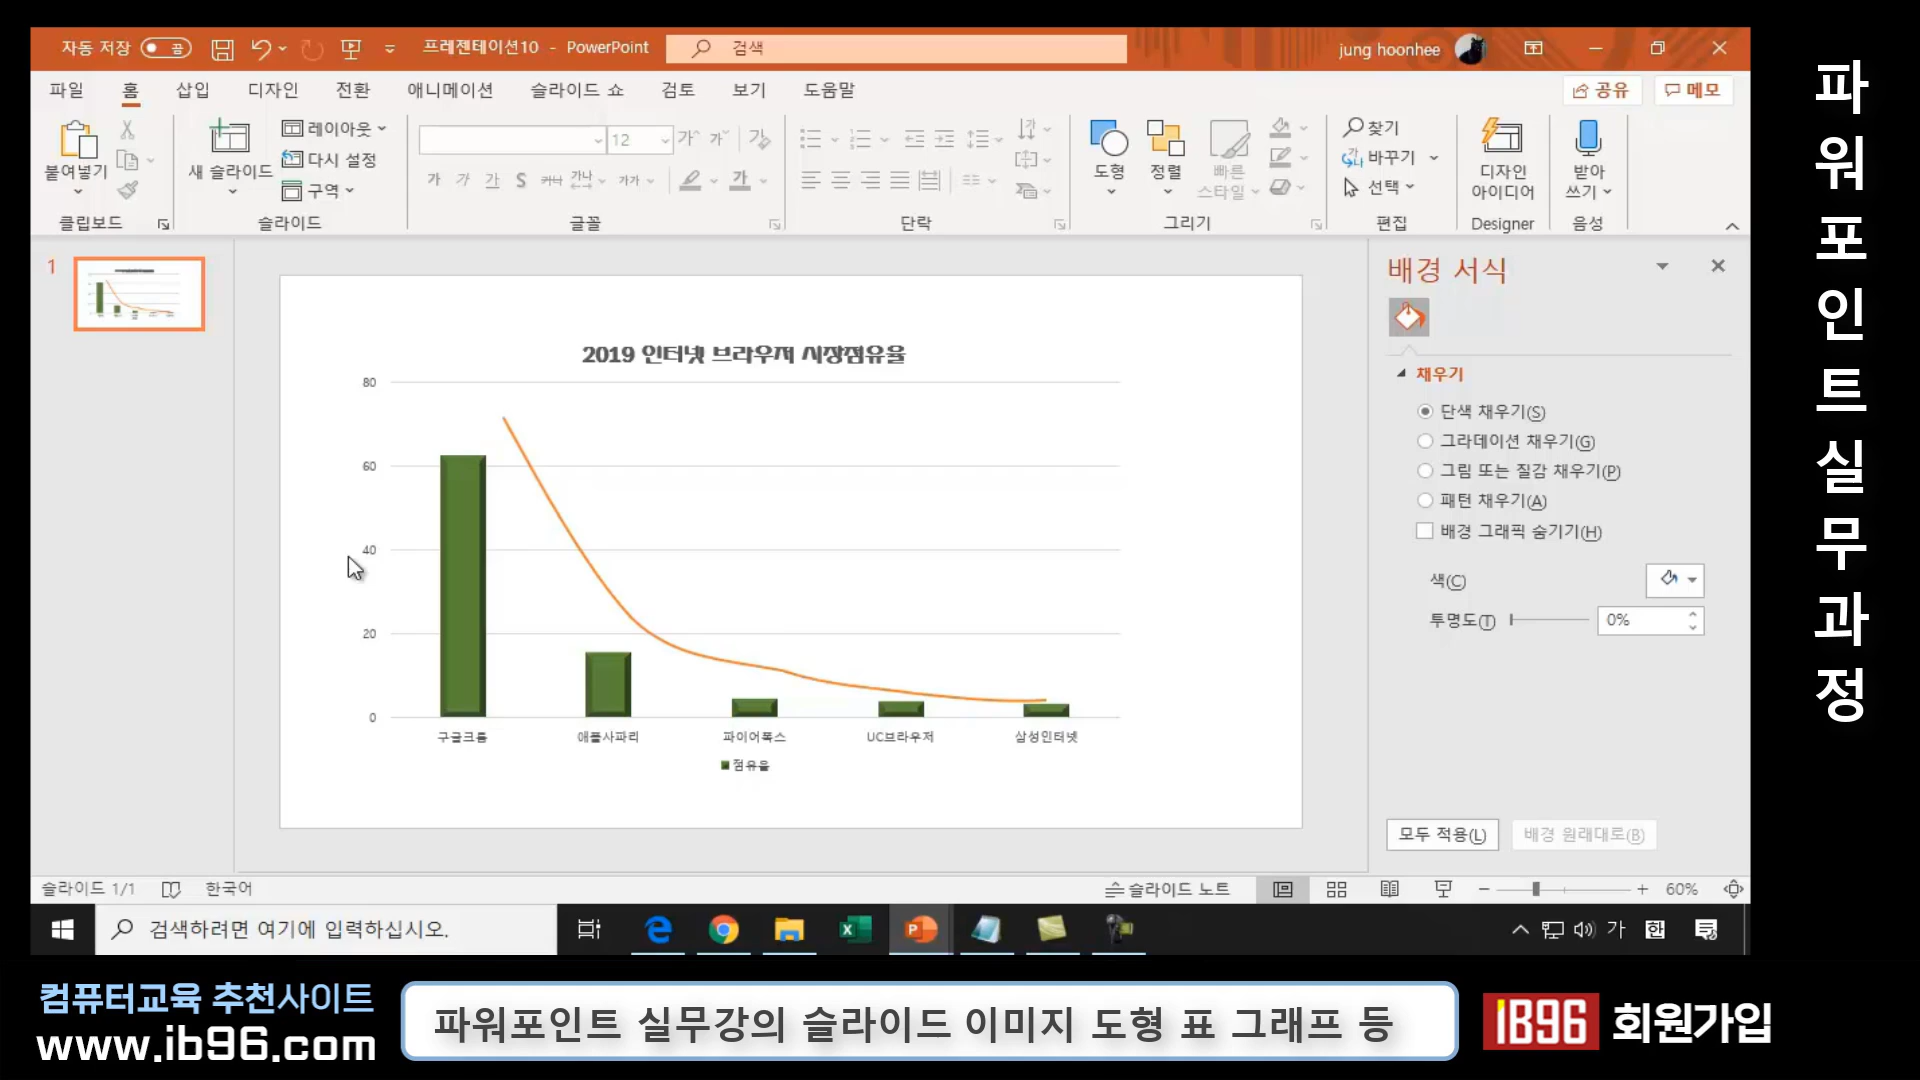 자동 저장 끔 프레젠테이션10 - PowerPoint 검색 jung hoonhee
파일 홈 삽입 디자인 전환 애니메이션 슬라이드 쇼 검토 보기 도움말 공유 메모
붙여넣기 새 슬라이드 레이아웃 다시 설정 구역 12 가 가 가 가 가 S 가
도형 정렬 빠른 스타일 찾기 바꾸기 선택 디자인 아이디어 받아쓰기
클립보드 슬라이드 글꼴 단락 그리기 편집 Designer 음성
1
2019 인터넷 브라우저 시장점유율
80
60
40
20
0
구글크롬 애플사파리 파이어폭스 UC브라우저 삼성인터넷
점유율
배경 서식
채우기
단색 채우기(S)
그라데이션 채우기(G)
그림 또는 질감 채우기(P)
패턴 채우기(A)
배경 그래픽 숨기기(H)
색(C)
투명도(T) 0%
모두 적용(L) 배경 원래대로(B)
슬라이드 1/1 한국어 슬라이드 노트 60%
검색하려면 여기에 입력하십시오. 가 한
파워포인트실무과정
컴퓨터교육 추천사이트
www.ib96.com
파워포인트 실무강의 슬라이드 이미지 도형 표 그래프 등
IB96 회원가입